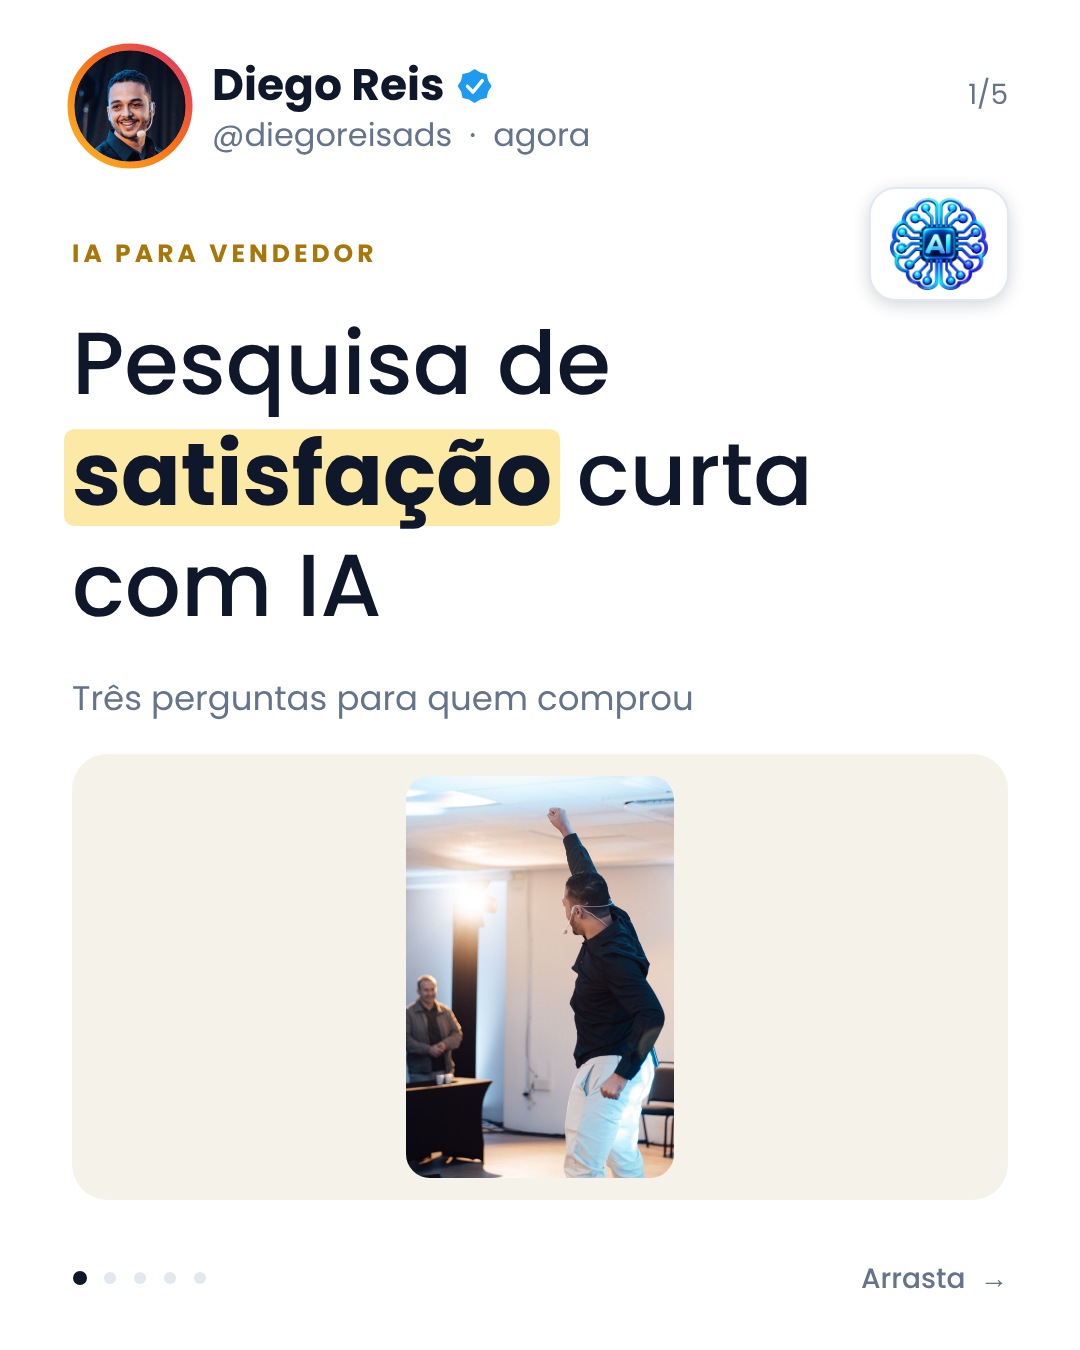 Diego Reis
@diegoreisads · agora
1/5
AI
IA PARA VENDEDOR
Pesquisa de
satisfação curta
com IA
Três perguntas para quem comprou
Arrasta →